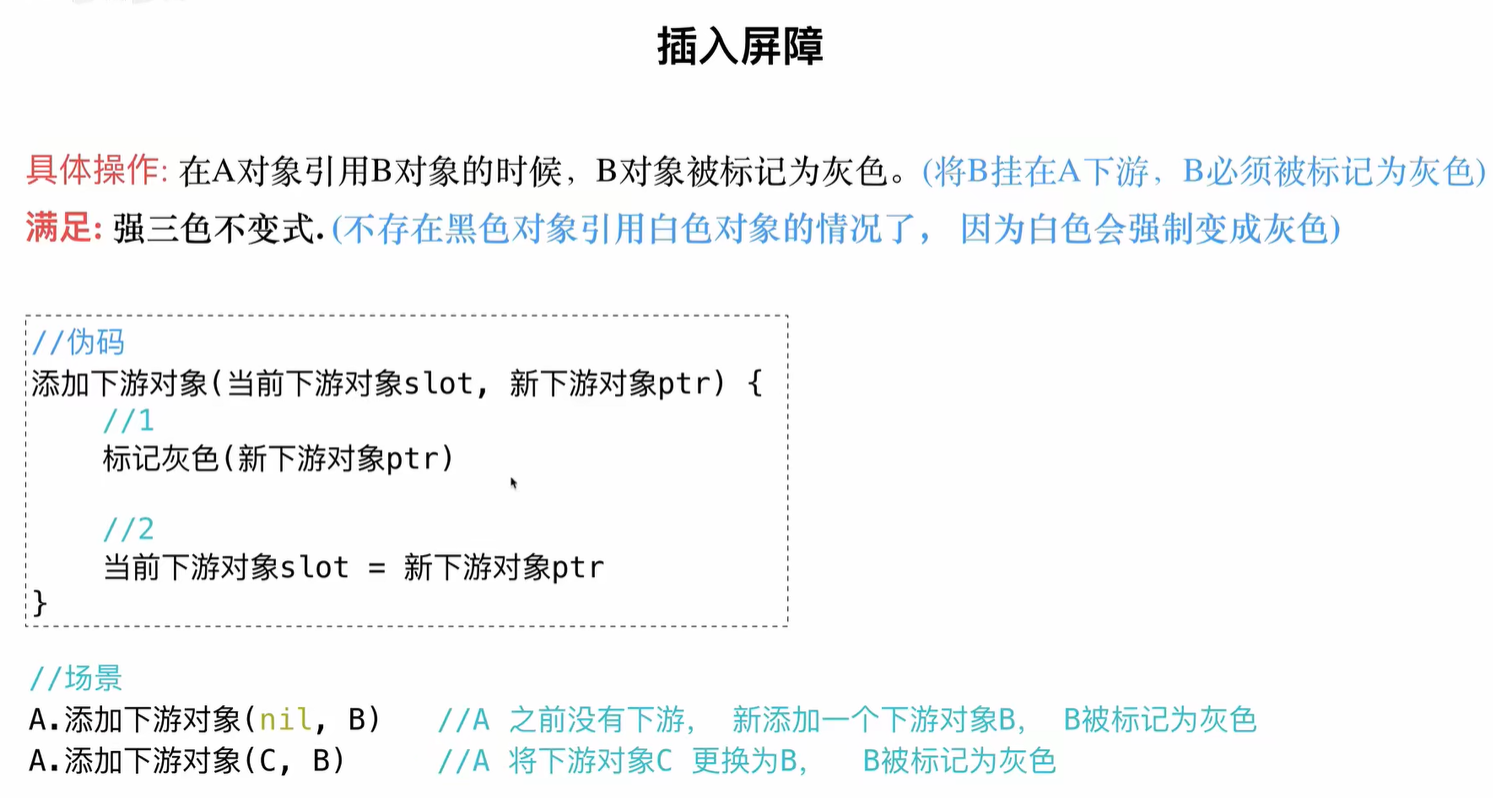 插入屏障
具体操作: 在A对象引用B对象的时候，B对象被标记为灰色。(将B挂在A下游，B必须被标记为灰色)
满足: 强三色不变式. (不存在黑色对象引用白色对象的情况了， 因为白色会强制变成灰色)
//伪码
添加下游对象(当前下游对象slot, 新下游对象ptr) {
//1
标记灰色(新下游对象ptr)
//2
当前下游对象slot = 新下游对象ptr
}
//场景
A.添加下游对象(nil, B) //A 之前没有下游， 新添加一个下游对象B， B被标记为灰色
A.添加下游对象(C, B) //A 将下游对象C 更换为B， B被标记为灰色